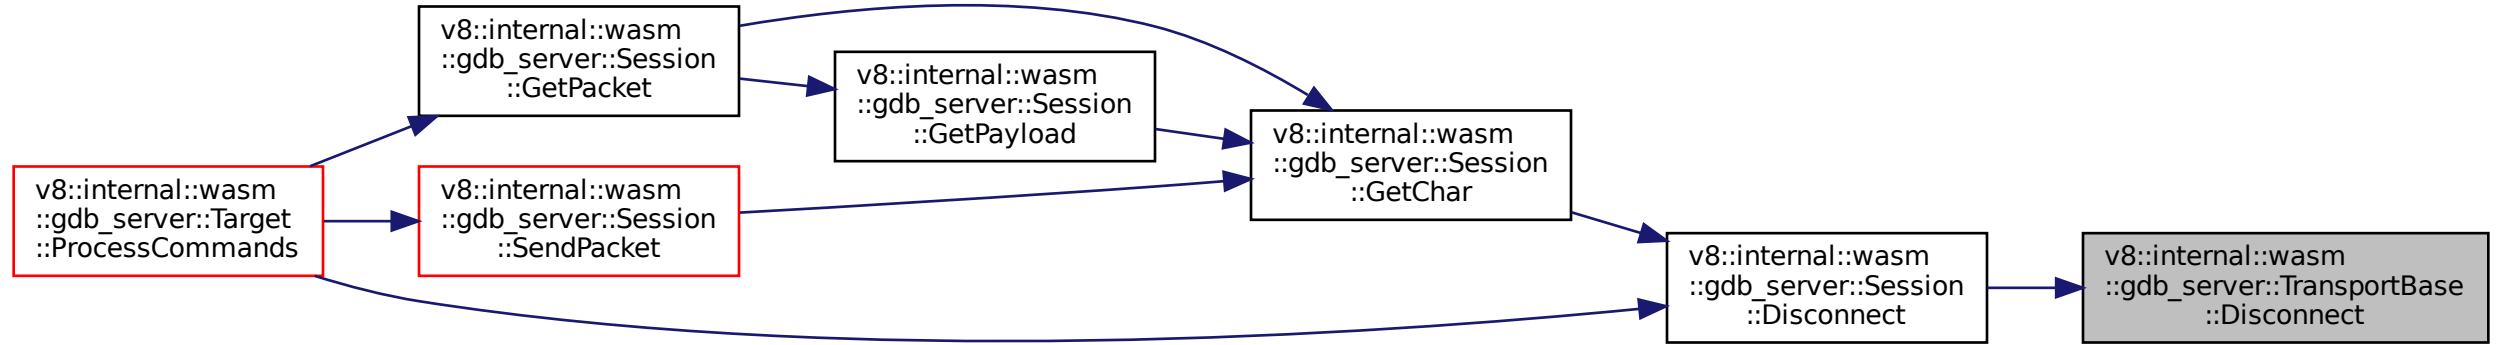 v8::internal::wasm
::gdb_server::Session
::GetPacket
v8::internal::wasm
::gdb_server::Session
::GetPayload
v8::internal::wasm
::gdb_server::Session
::GetChar
v8::internal::wasm
::gdb_server::Target
::ProcessCommands
v8::internal::wasm
::gdb_server::Session
::SendPacket
v8::internal::wasm
::gdb_server::Session
::Disconnect
v8::internal::wasm
::gdb_server::TransportBase
::Disconnect